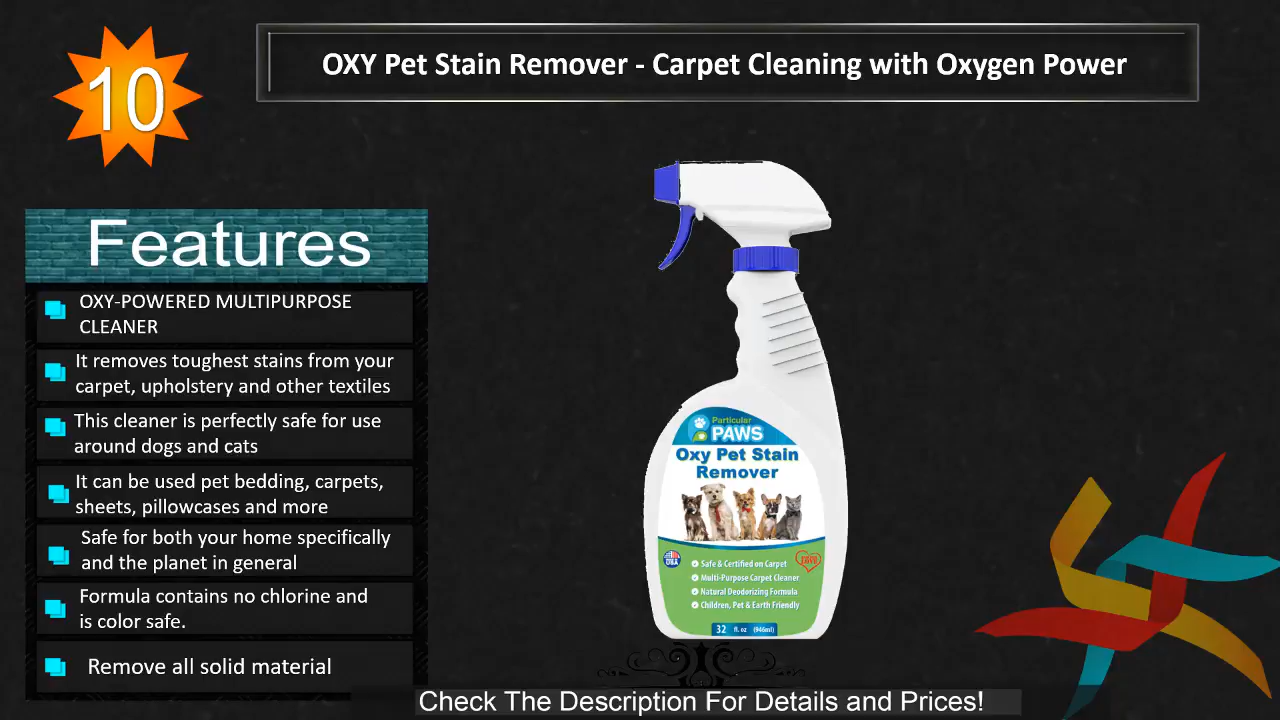 10
OXY Pet Stain Remover - Carpet Cleaning with Oxygen Power
Features
OXY-POWERED MULTIPURPOSE
CLEANER
It removes toughest stains from your
carpet, upholstery and other textiles
This cleaner is perfectly safe for use
around dogs and cats
It can be used pet bedding, carpets,
sheets, pillowcases and more
Safe for both your home specifically
and the planet in general
Formula contains no chlorine and
is color safe.
Remove all solid material
Particular
PAWS
Oxy Pet Stain
Remover
USA
Safe & Certified on Carpet
Multi-Purpose Carpet Cleaner
Natural Deodorizing Formula
Children, Pet & Earth Friendly
32 fl. oz (946ml)
Check The Description For Details and Prices!